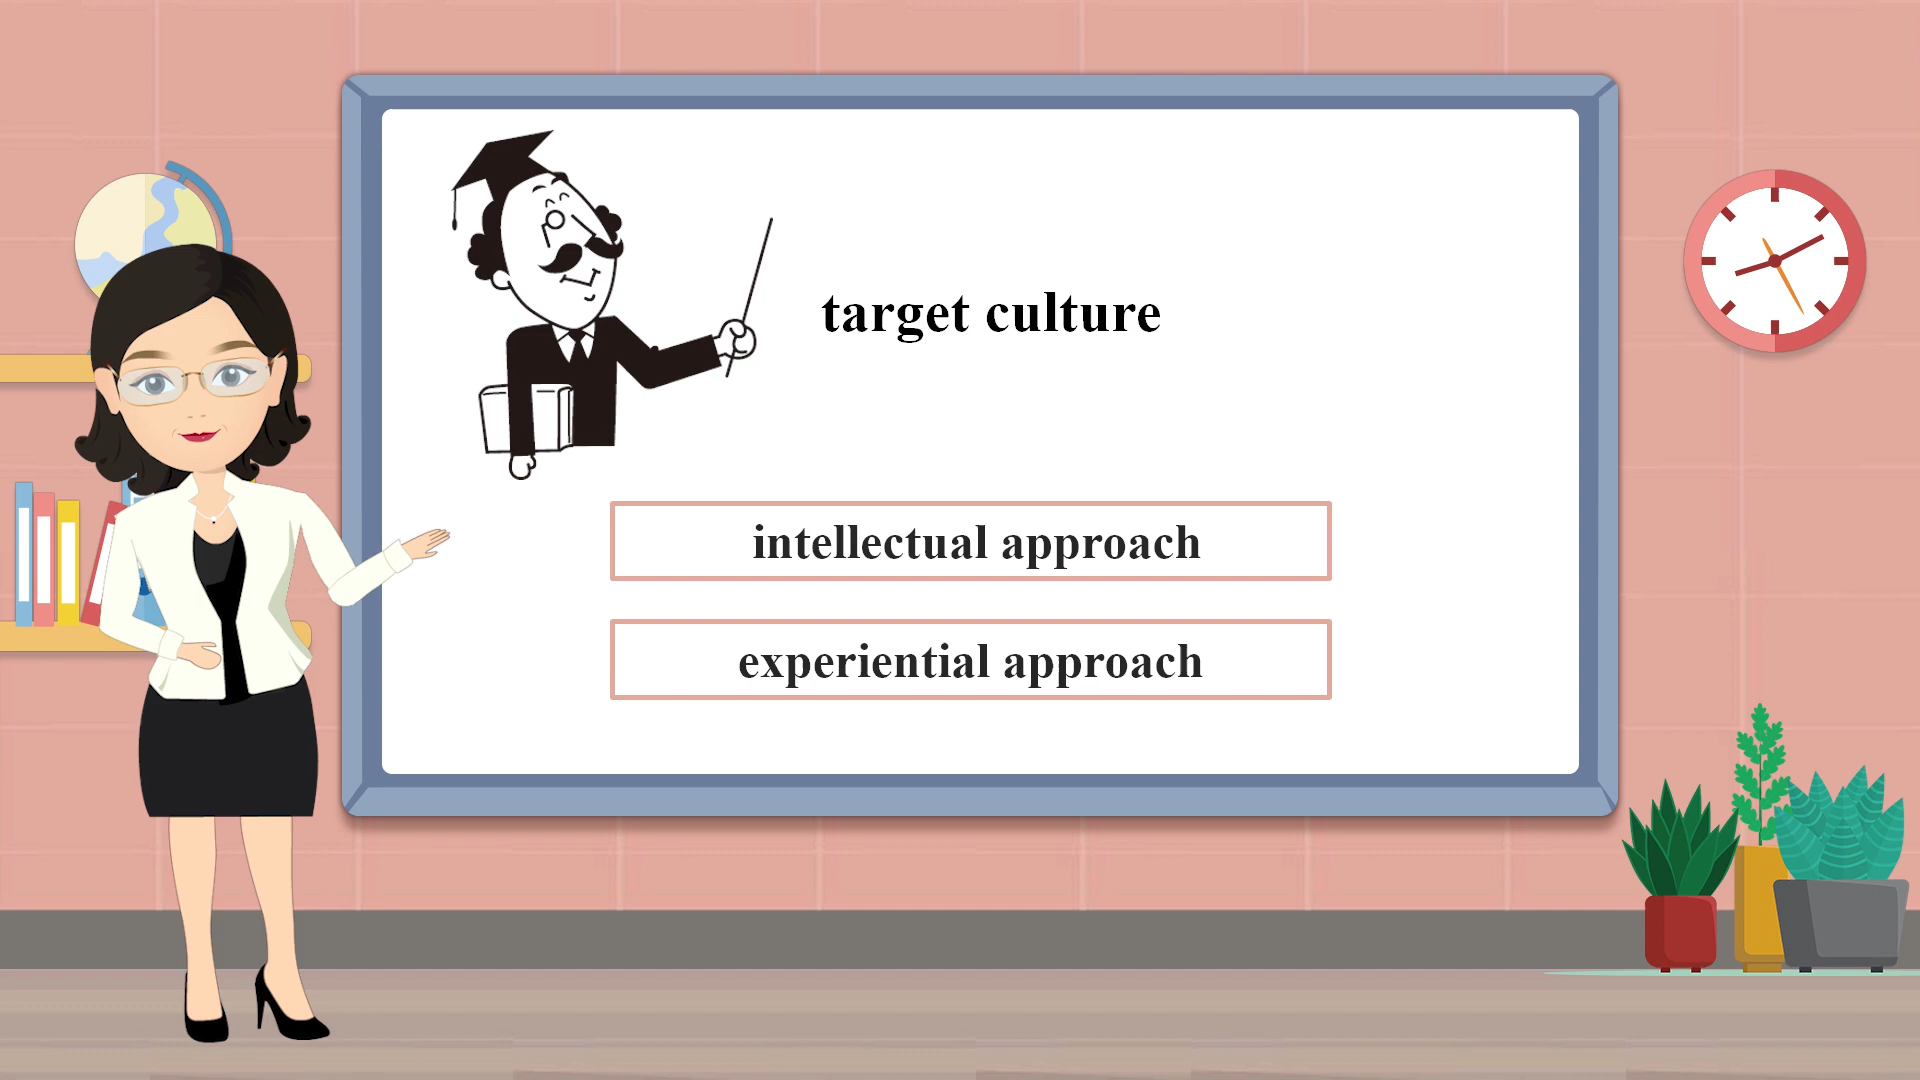 target culture
intellectual approach
experiential approach